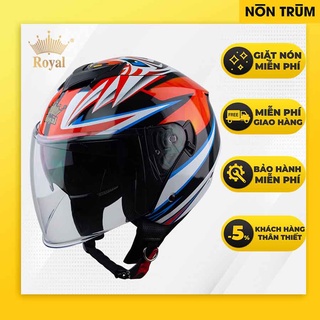 NÓN TRÙM
Royal
GIẶT NÓN
MIỄN PHÍ
FREE
MIỄN PHÍ
GIAO HÀNG
BẢO HÀNH
MIỄN PHÍ
-5%
KHÁCH HÀNG
THÂN THIẾT